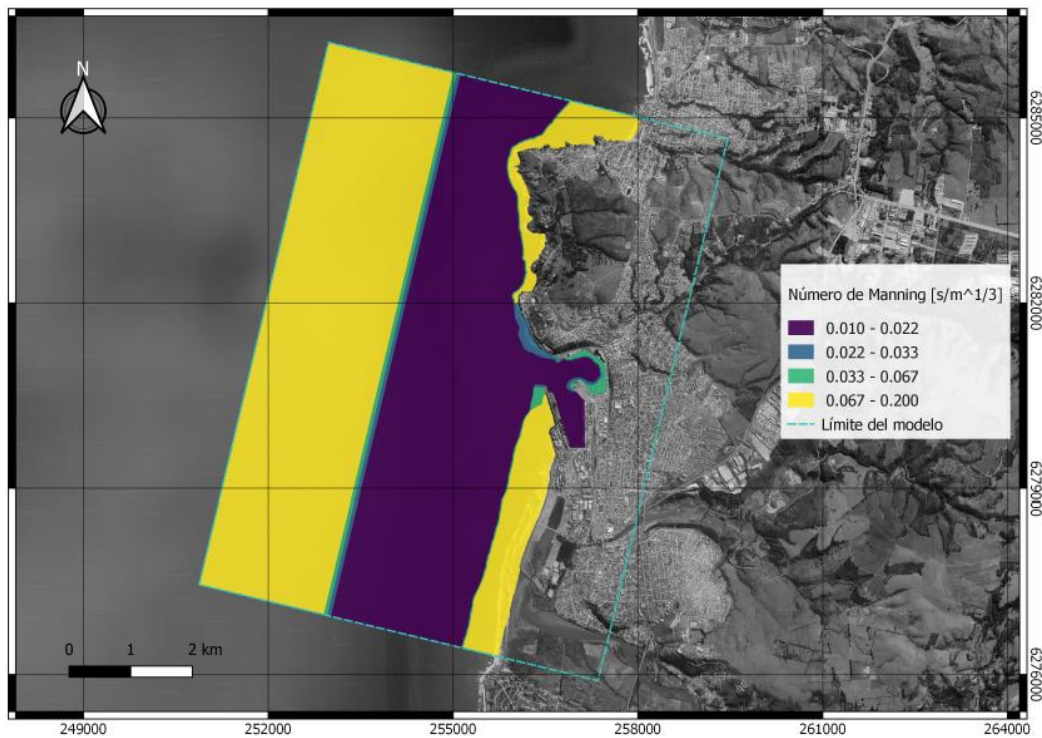 N
6285000
6282000
6279000
6276000
Número de Manning [s/m^1/3]
0.010 - 0.022
0.022 - 0.033
0.033 - 0.067
0.067 - 0.200
Límite del modelo
0 1 2 km
249000 252000 255000 258000 261000 264000